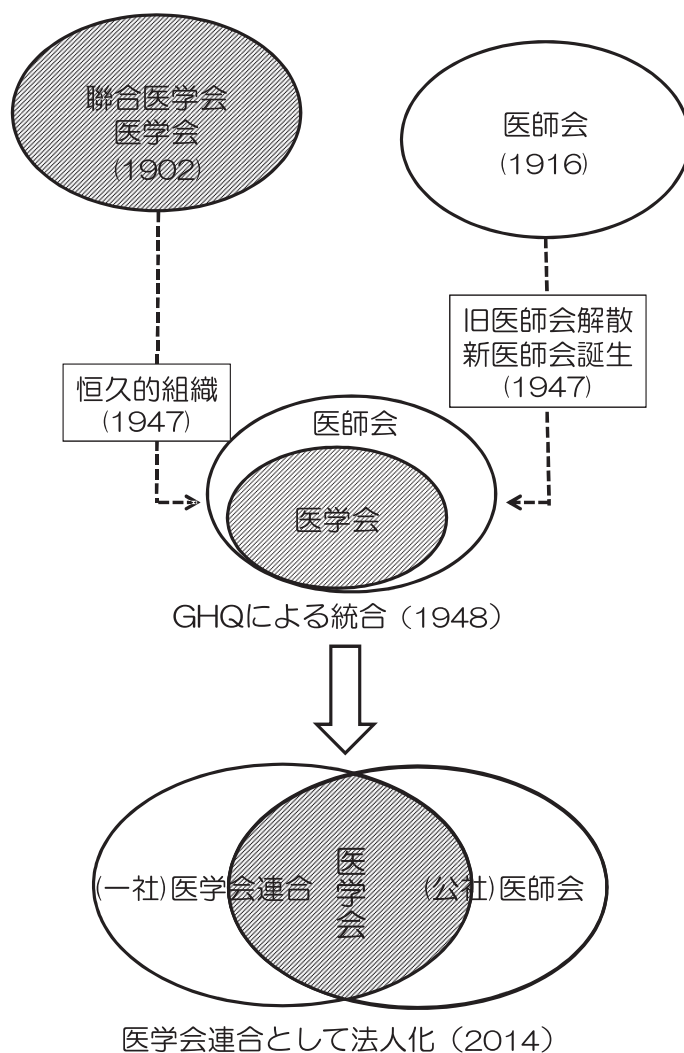 聯合医学会
医学会
(1902)
医師会
(1916)
旧医師会解散
新医師会誕生
(1947)
恒久的組織
(1947)
医師会
医学会
GHQによる統合（1948）
(一社)医学会連合
医学会
(公社)医師会
医学会連合として法人化（2014）